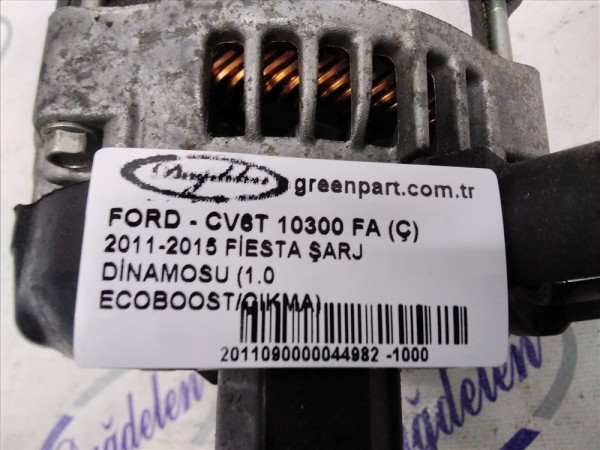 greenpart.com.tr
FORD - CV6T 10300 FA (Ç)
2011-2015 FİESTA ŞARJ
DİNAMOSU (1.0
ECOBOOST/ÇIKMA)
2011090000044982 -1000